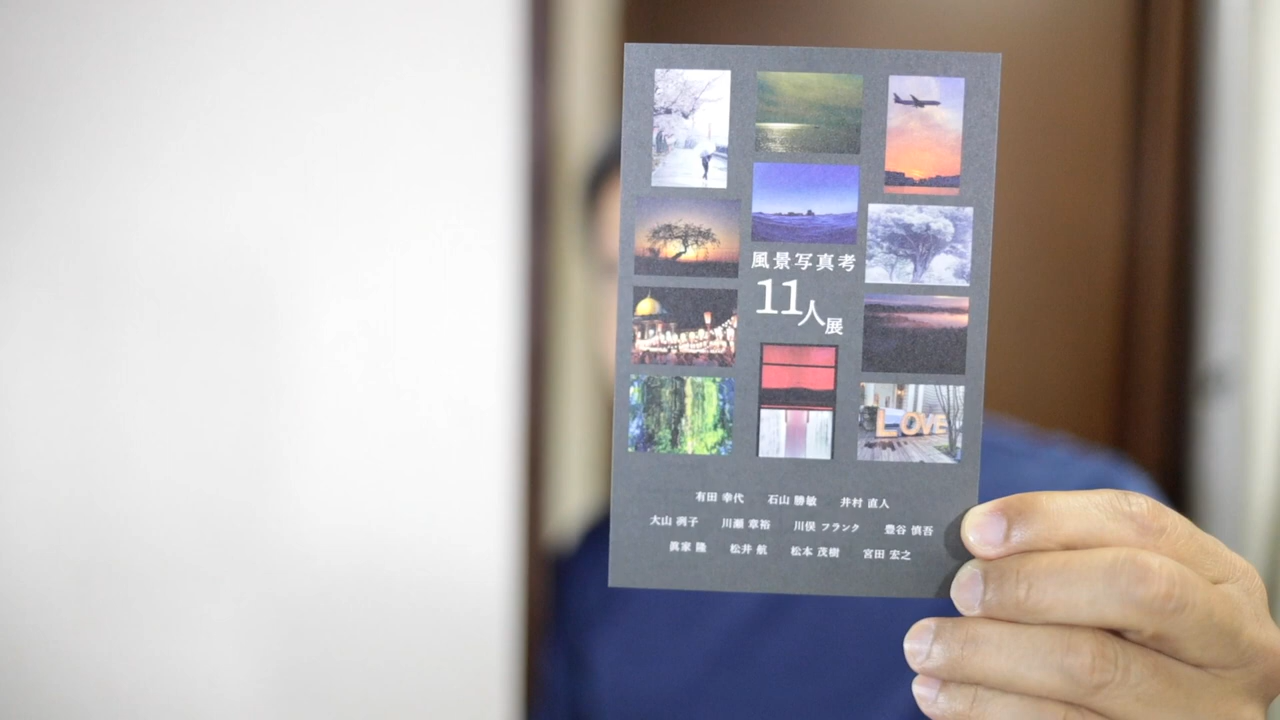 風景写真考
11人展
LOVE
有田 幸代 石山 勝敏 井村 直人
大山 洌子 川瀬 章裕 川俣 フランク 豊谷 慎吾
眞家 隆 松井 航 松本 茂樹 宮田 宏之